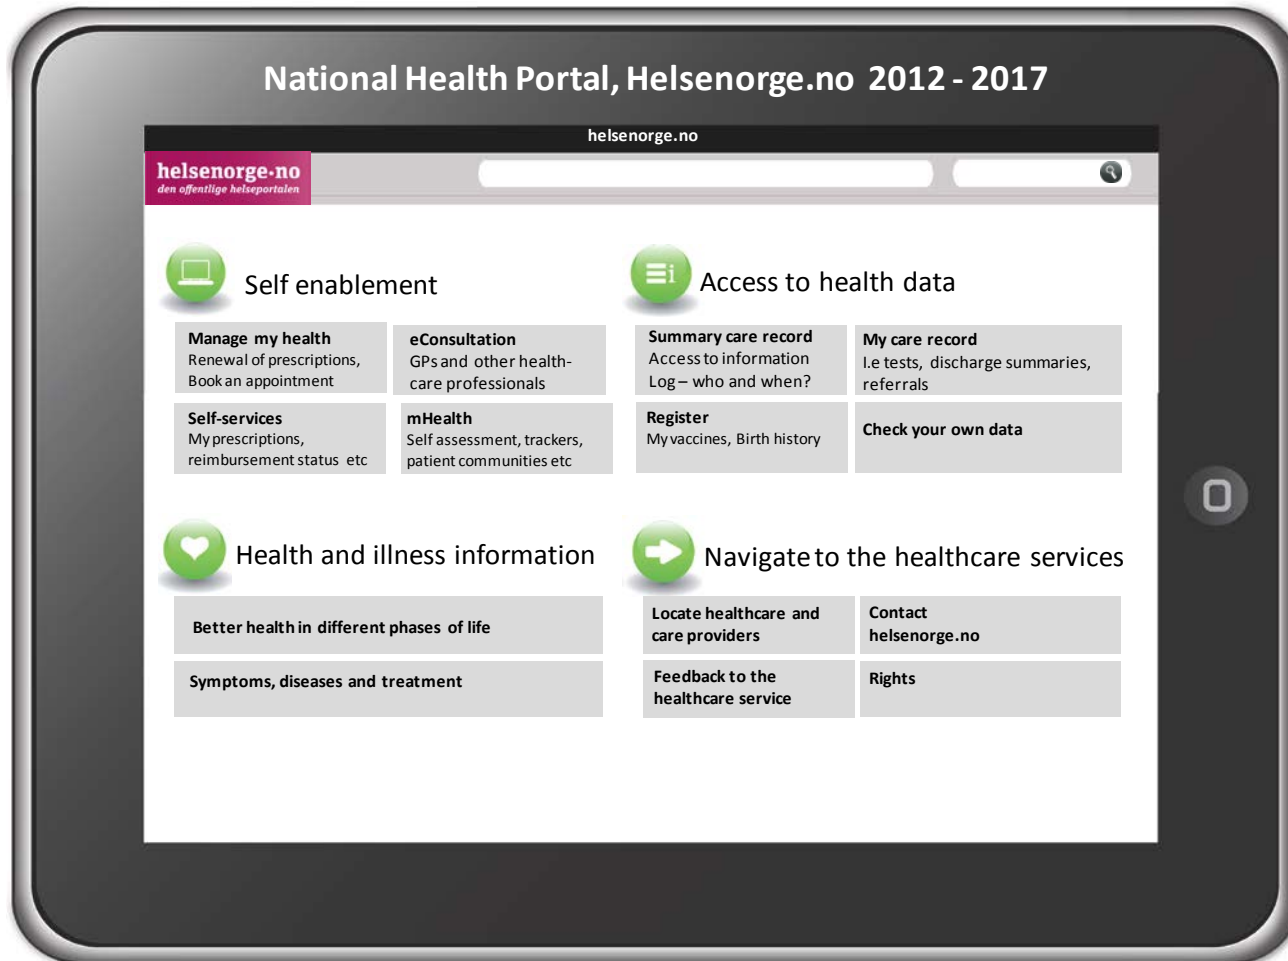 National Health Portal, Helsenorge.no 2012 - 2017
helsenorge.no
helsenorge.no
den offentlige helseportalen
Self enablement
Manage my health
Renewal of prescriptions,
Book an appointment
eConsultation
GPs and other health-
care professionals
Self-services
My prescriptions,
reimbursement status etc
mHealth
Self assessment, trackers,
patient communities etc
Access to health data
Summary care record
Access to information
Log – who and when?
My care record
I.e tests, discharge summaries,
referrals
Register
My vaccines, Birth history
Check your own data
Health and illness information
Better health in different phases of life
Symptoms, diseases and treatment
Navigate to the healthcare services
Locate healthcare and
care providers
Contact
helsenorge.no
Feedback to the
healthcare service
Rights